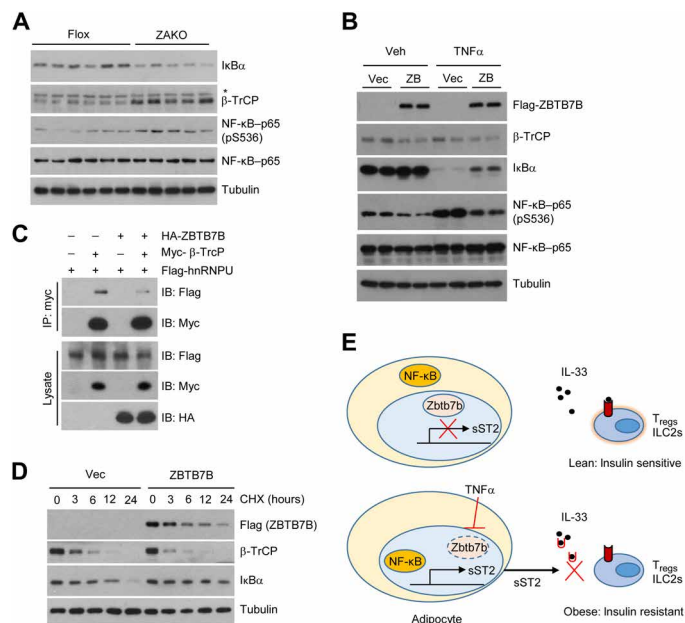 A
Flox ZAKO
IκBα
*
β-TrCP
NF-κB–p65
(pS536)
NF-κB–p65
Tubulin
B
Veh TNFα
Vec ZB Vec ZB
Flag-ZBTB7B
β-TrCP
IκBα
NF-κB–p65
(pS536)
NF-κB–p65
Tubulin
C
– – + + HA-ZBTB7B
– + – + Myc- β-TrcP
+ + + + Flag-hnRNPU
IP: myc
IB: Flag
IB: Myc
Lysate
IB: Flag
IB: Myc
IB: HA
D
Vec ZBTB7B
0 3 6 12 24 0 3 6 12 24 CHX (hours)
Flag (ZBTB7B)
β-TrCP
IκBα
Tubulin
E
NF-κB
Zbtb7b
sST2
IL-33
Tregs
ILC2s
Lean: Insulin sensitive
TNFα
NF-κB
Zbtb7b
sST2
sST2
IL-33
Tregs
ILC2s
Adipocyte
Obese: Insulin resistant